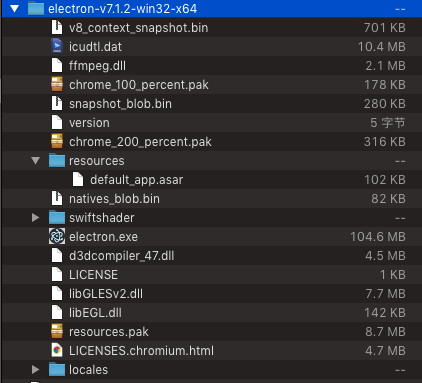 electron-v7.1.2-win32-x64 --
v8_context_snapshot.bin 701 KB
icudtl.dat 10.4 MB
ffmpeg.dll 2.1 MB
chrome_100_percent.pak 178 KB
snapshot_blob.bin 280 KB
version 5 字节
chrome_200_percent.pak 316 KB
resources --
default_app.asar 102 KB
natives_blob.bin 82 KB
swiftshader --
electron.exe 104.6 MB
d3dcompiler_47.dll 4.5 MB
LICENSE 1 KB
libGLESv2.dll 7.7 MB
libEGL.dll 142 KB
resources.pak 8.7 MB
LICENSES.chromium.html 4.7 MB
locales --